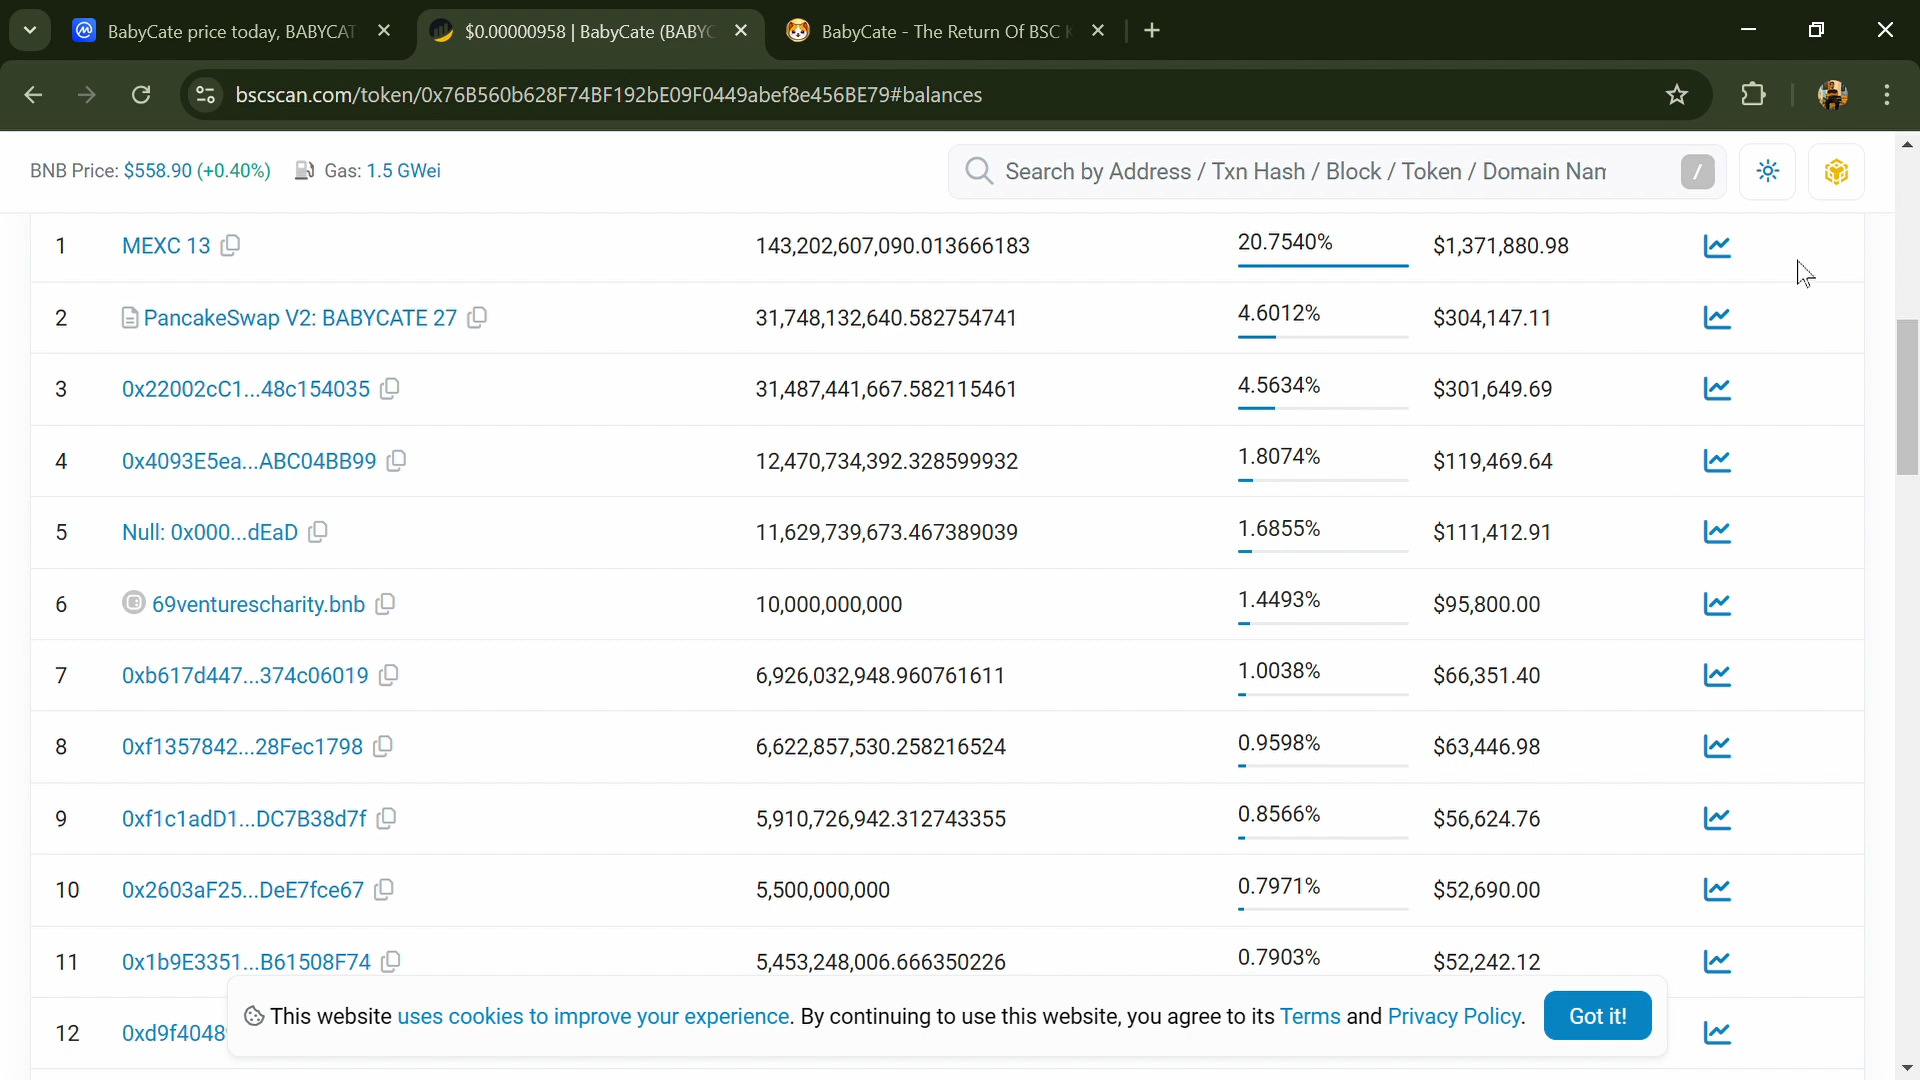 BabyCate price today, BABYCAT
$0.00000958 | BabyCate (BABYC
BabyCate - The Return Of BSC K
bscscan.com/token/0x76B560b628F74BF192bE09F0449abef8e456BE79#balances
BNB Price: $558.90 (+0.40%) Gas: 1.5 GWei
Search by Address / Txn Hash / Block / Token / Domain Nam /
1 MEXC 13 143,202,607,090.013666183 20.7540% $1,371,880.98
2 PancakeSwap V2: BABYCATE 27 31,748,132,640.582754741 4.6012% $304,147.11
3 0x22002cC1...48c154035 31,487,441,667.582115461 4.5634% $301,649.69
4 0x4093E5ea...ABC04BB99 12,470,734,392.328599932 1.8074% $119,469.64
5 Null: 0x000...dEaD 11,629,739,673.467389039 1.6855% $111,412.91
6 69venturescharity.bnb 10,000,000,000 1.4493% $95,800.00
7 0xb617d447...374c06019 6,926,032,948.960761611 1.0038% $66,351.40
8 0xf1357842...28Fec1798 6,622,857,530.258216524 0.9598% $63,446.98
9 0xf1c1adD1...DC7B38d7f 5,910,726,942.312743355 0.8566% $56,624.76
10 0x2603aF25...DeE7fce67 5,500,000,000 0.7971% $52,690.00
11 0x1b9E3351...B61508F74 5,453,248,006.666350226 0.7903% $52,242.12
This website uses cookies to improve your experience. By continuing to use this website, you agree to its Terms and Privacy Policy. Got it!
12 0xd9f4048